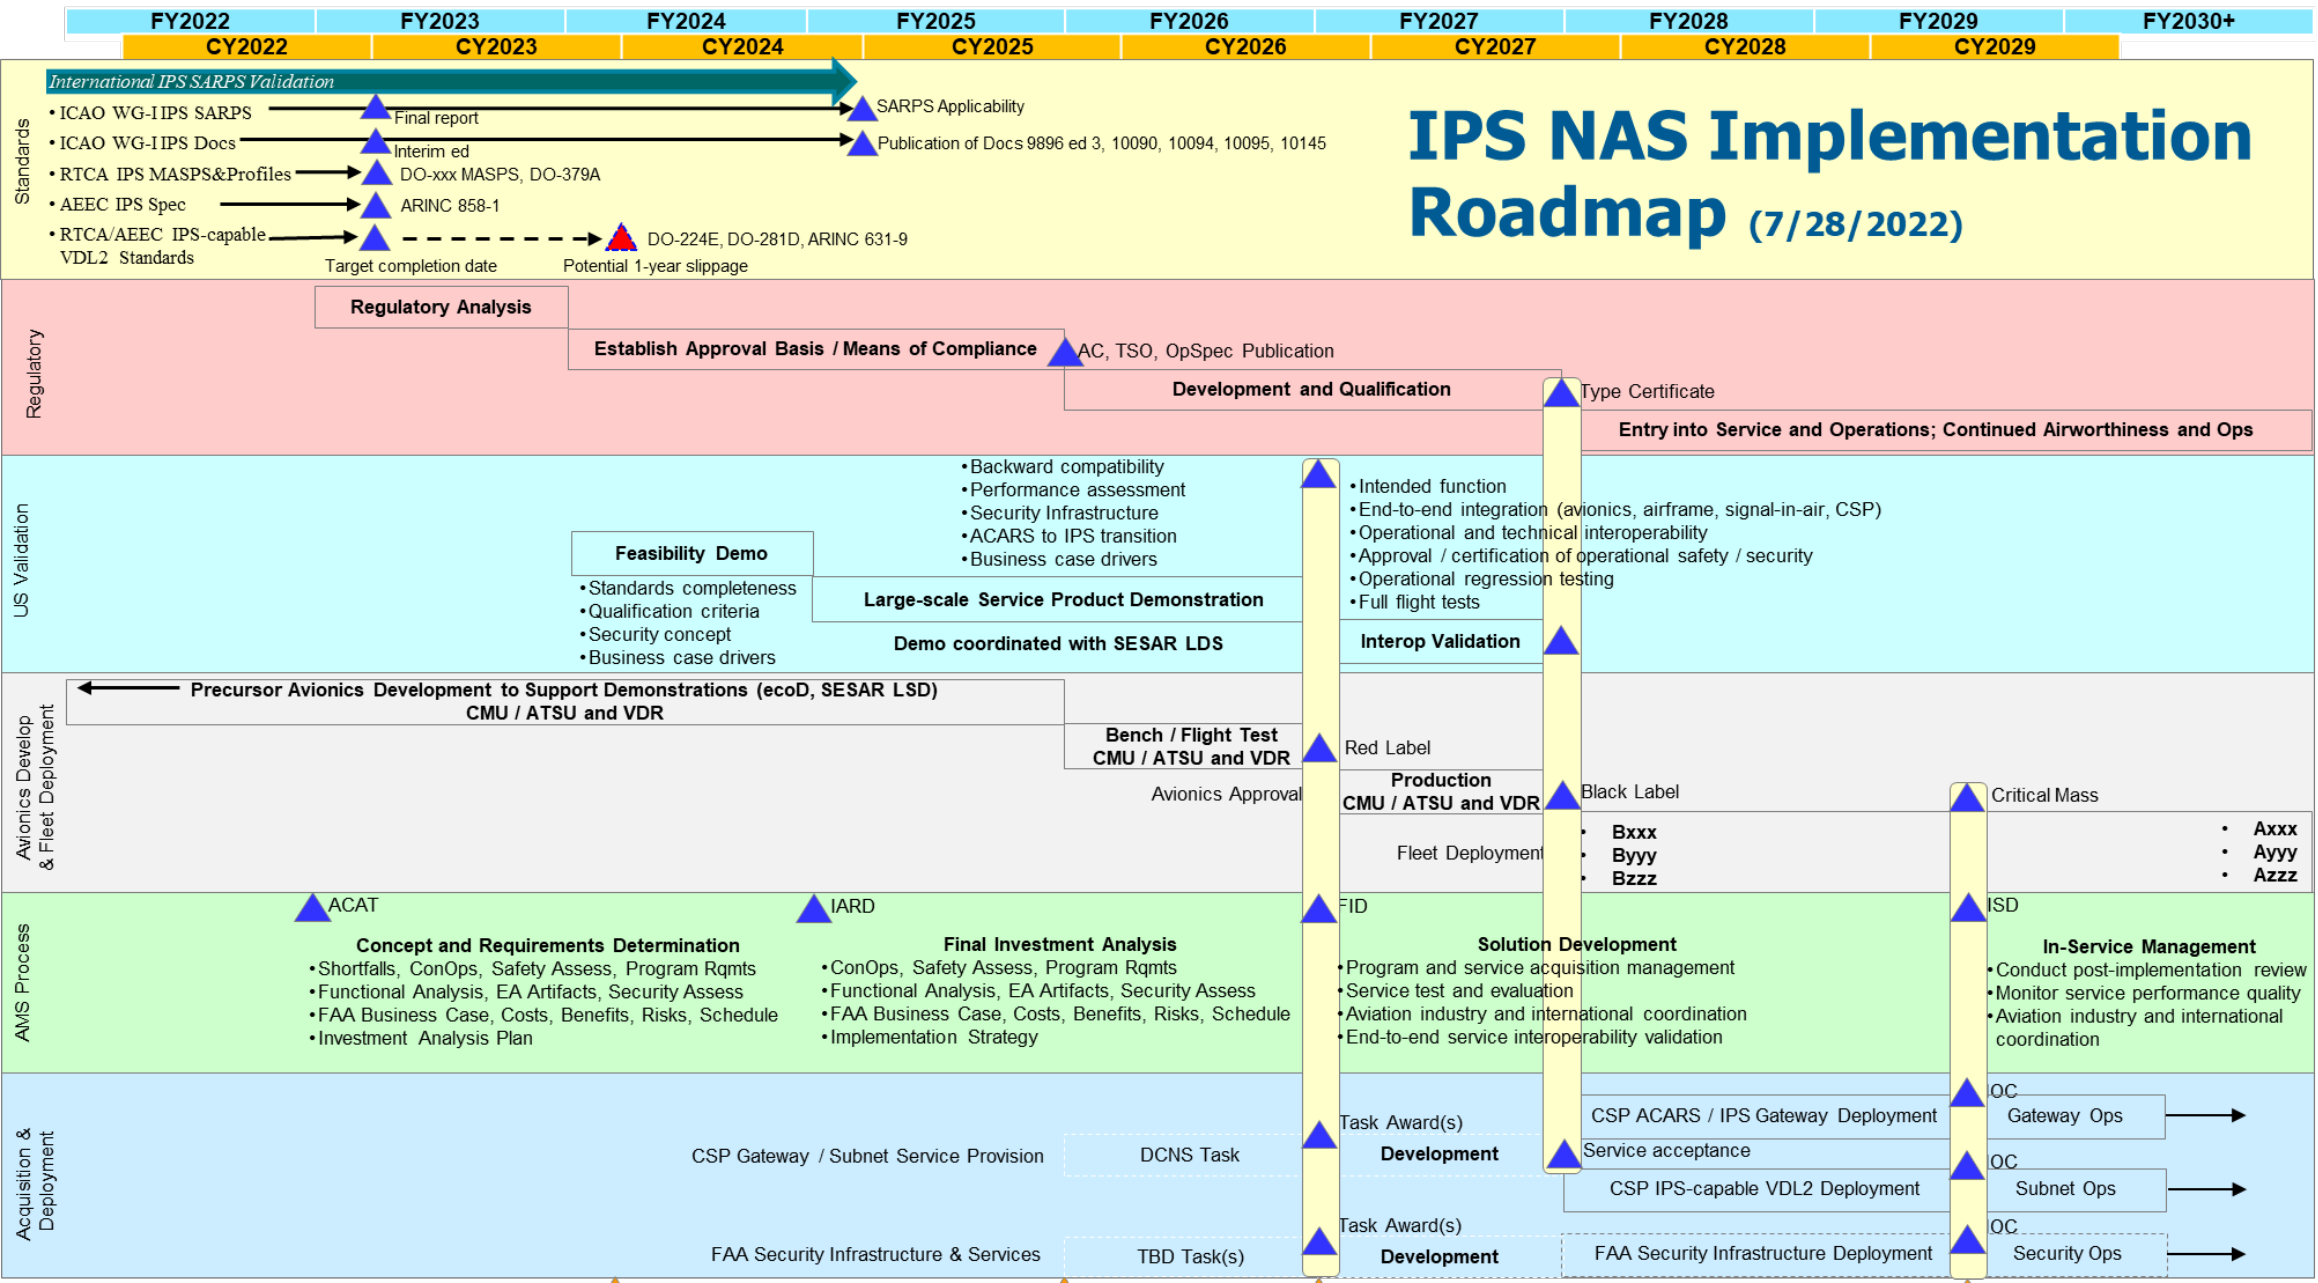 FY2022 FY2023 FY2024 FY2025 FY2026 FY2027 FY2028 FY2029 FY2030+
CY2022 CY2023 CY2024 CY2025 CY2026 CY2027 CY2028 CY2029
IPS NAS Implementation
Roadmap (7/28/2022)
Standards
International IPS SARPS Validation
• ICAO WG-I IPS SARPS
Final report
SARPS Applicability
• ICAO WG-I IPS Docs
Interim ed
Publication of Docs 9896 ed 3, 10090, 10094, 10095, 10145
• RTCA IPS MASPS&Profiles
DO-xxx MASPS, DO-379A
• AEEC IPS Spec
ARINC 858-1
• RTCA/AEEC IPS-capable
VDL2 Standards
DO-224E, DO-281D, ARINC 631-9
Target completion date
Potential 1-year slippage
Regulatory
Regulatory Analysis
Establish Approval Basis / Means of Compliance
AC, TSO, OpSpec Publication
Development and Qualification
Type Certificate
Entry into Service and Operations; Continued Airworthiness and Ops
US Validation
Feasibility Demo
• Standards completeness
• Qualification criteria
• Security concept
• Business case drivers
• Backward compatibility
• Performance assessment
• Security Infrastructure
• ACARS to IPS transition
• Business case drivers
Large-scale Service Product Demonstration
Demo coordinated with SESAR LDS
• Intended function
• End-to-end integration (avionics, airframe, signal-in-air, CSP)
• Operational and technical interoperability
• Approval / certification of operational safety / security
• Operational regression testing
• Full flight tests
Interop Validation
Avionics Develop
& Fleet Deployment
Precursor Avionics Development to Support Demonstrations (ecoD, SESAR LSD)
CMU / ATSU and VDR
Bench / Flight Test
CMU / ATSU and VDR
Red Label
Avionics Approval
Production
CMU / ATSU and VDR
Black Label
Critical Mass
Fleet Deployment
• Bxxx
• Byyy
• Bzzz
• Axxx
• Ayyy
• Azzz
AMS Process
ACAT
IARD
FID
ISD
Concept and Requirements Determination
• Shortfalls, ConOps, Safety Assess, Program Rqmts
• Functional Analysis, EA Artifacts, Security Assess
• FAA Business Case, Costs, Benefits, Risks, Schedule
• Investment Analysis Plan
Final Investment Analysis
• ConOps, Safety Assess, Program Rqmts
• Functional Analysis, EA Artifacts, Security Assess
• FAA Business Case, Costs, Benefits, Risks, Schedule
• Implementation Strategy
Solution Development
• Program and service acquisition management
• Service test and evaluation
• Aviation industry and international coordination
• End-to-end service interoperability validation
In-Service Management
• Conduct post-implementation review
• Monitor service performance quality
• Aviation industry and international
coordination
Acquisition &
Deployment
CSP Gateway / Subnet Service Provision
DCNS Task
Task Award(s)
Development
CSP ACARS / IPS Gateway Deployment
IOC
Gateway Ops
Service acceptance
IOC
CSP IPS-capable VDL2 Deployment
Subnet Ops
FAA Security Infrastructure & Services
TBD Task(s)
Task Award(s)
Development
FAA Security Infrastructure Deployment
IOC
Security Ops